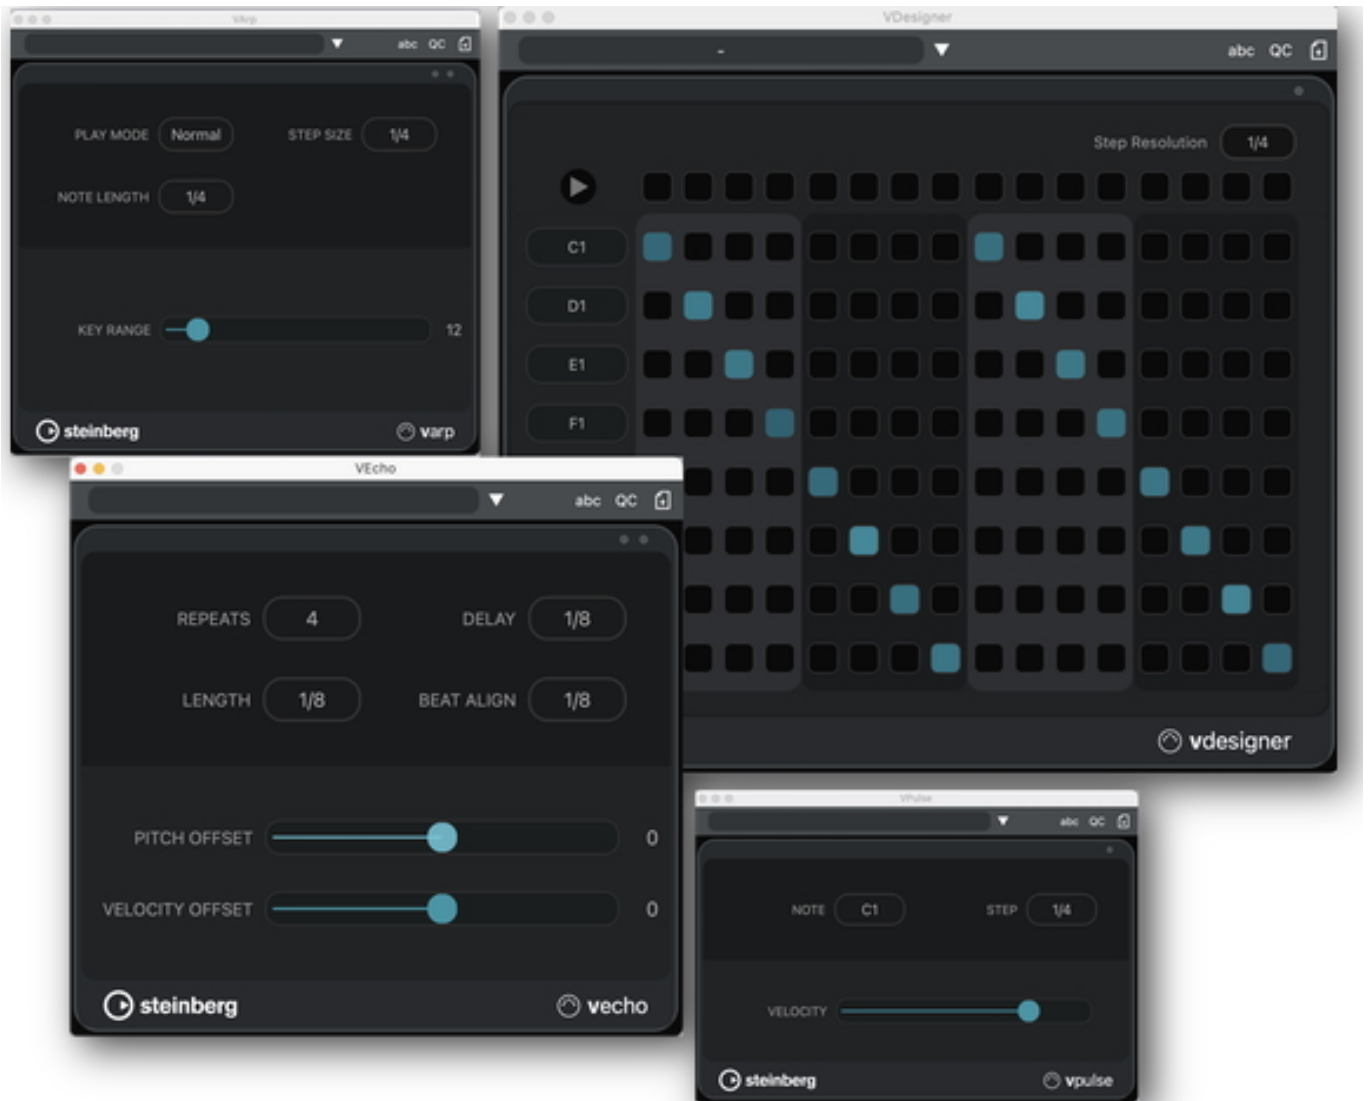 VArp
abc QC
PLAY MODE Normal STEP SIZE 1/4
NOTE LENGTH 1/4
KEY RANGE 12
steinberg varp
VDesigner
- abc QC
Step Resolution 1/4
C1
D1
E1
F1
vdesigner
VEcho
abc QC
REPEATS 4 DELAY 1/8
LENGTH 1/8 BEAT ALIGN 1/8
PITCH OFFSET 0
VELOCITY OFFSET 0
steinberg vecho
VPulse
abc QC
NOTE C1 STEP 1/4
VELOCITY
steinberg vpulse